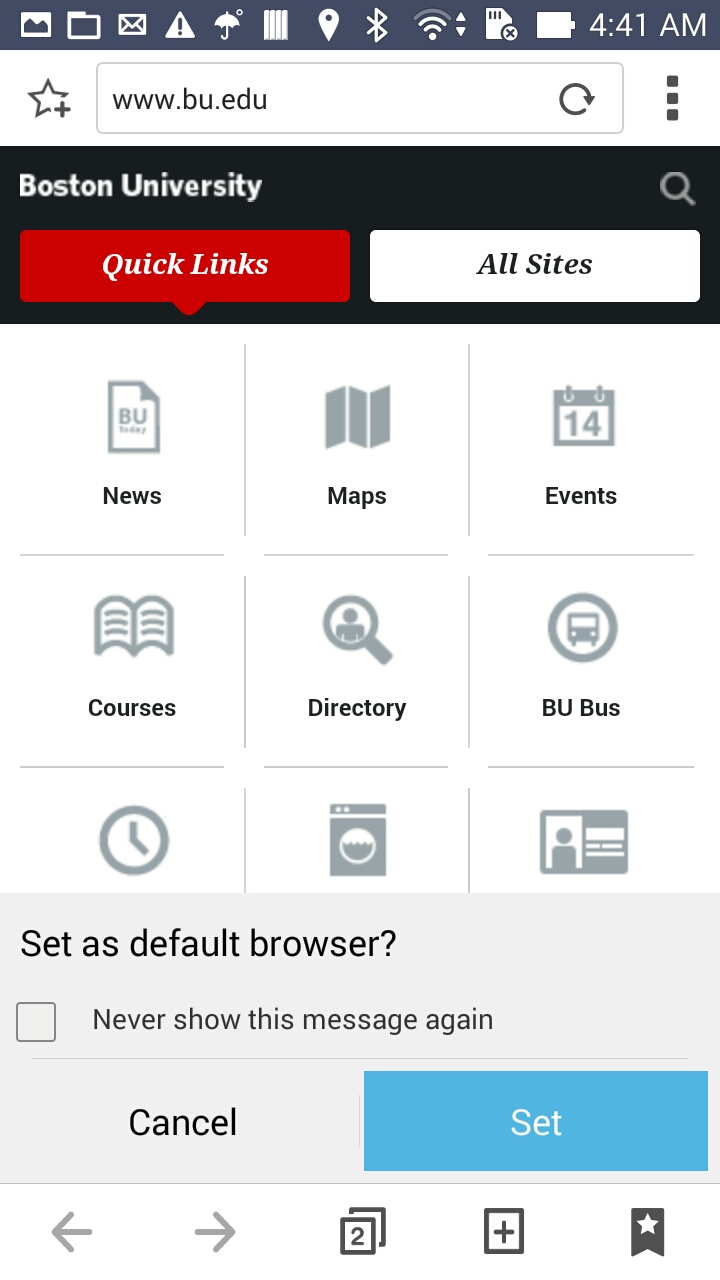 4:41 AM
www.bu.edu
Boston University
Quick Links
All Sites
BU
Today
14
News
Maps
Events
Courses
Directory
BU Bus
Set as default browser?
Never show this message again
Cancel
Set
2